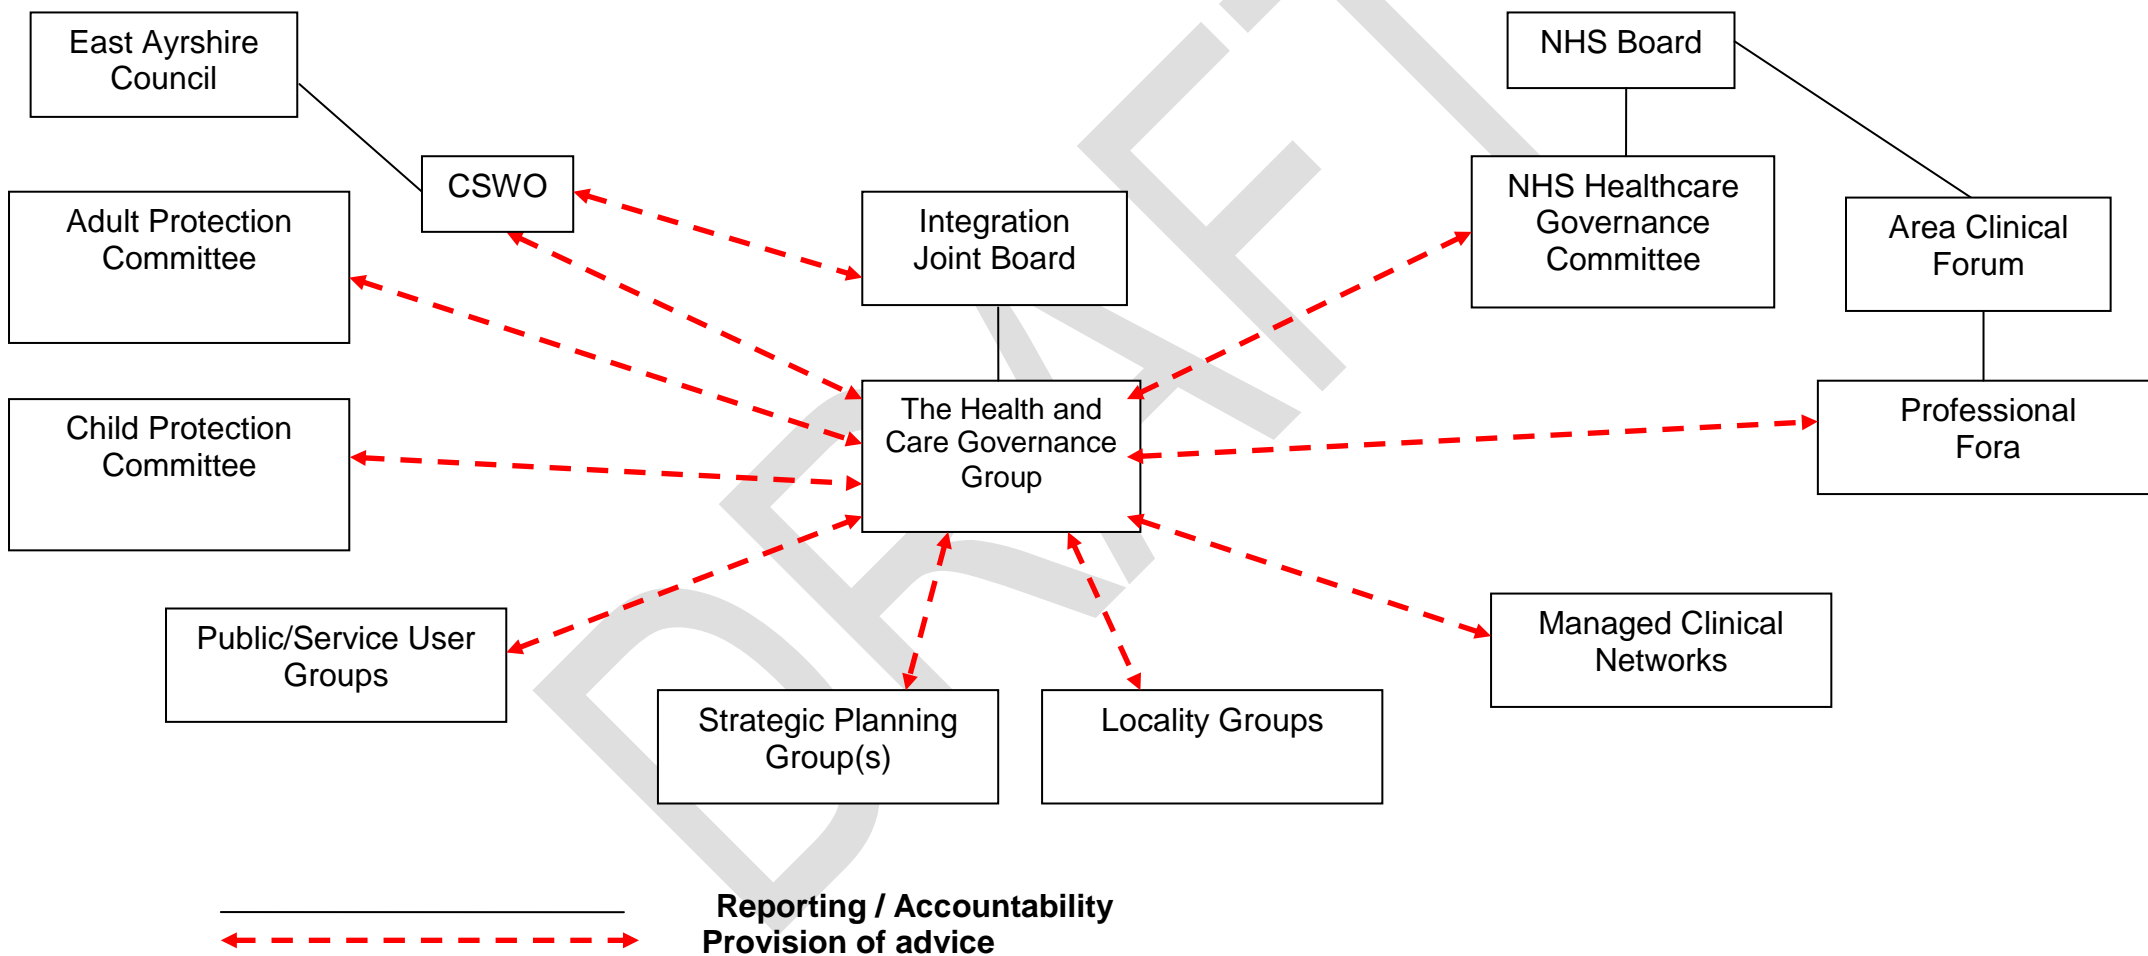 East Ayrshire
Council
NHS Board
CSWO
Adult Protection
Committee
Integration
Joint Board
NHS Healthcare
Governance
Committee
Area Clinical
Forum
Child Protection
Committee
The Health and
Care Governance
Group
Professional
Fora
Public/Service User
Groups
Strategic Planning
Group(s)
Locality Groups
Managed Clinical
Networks
DRAFT
Reporting / Accountability
Provision of advice